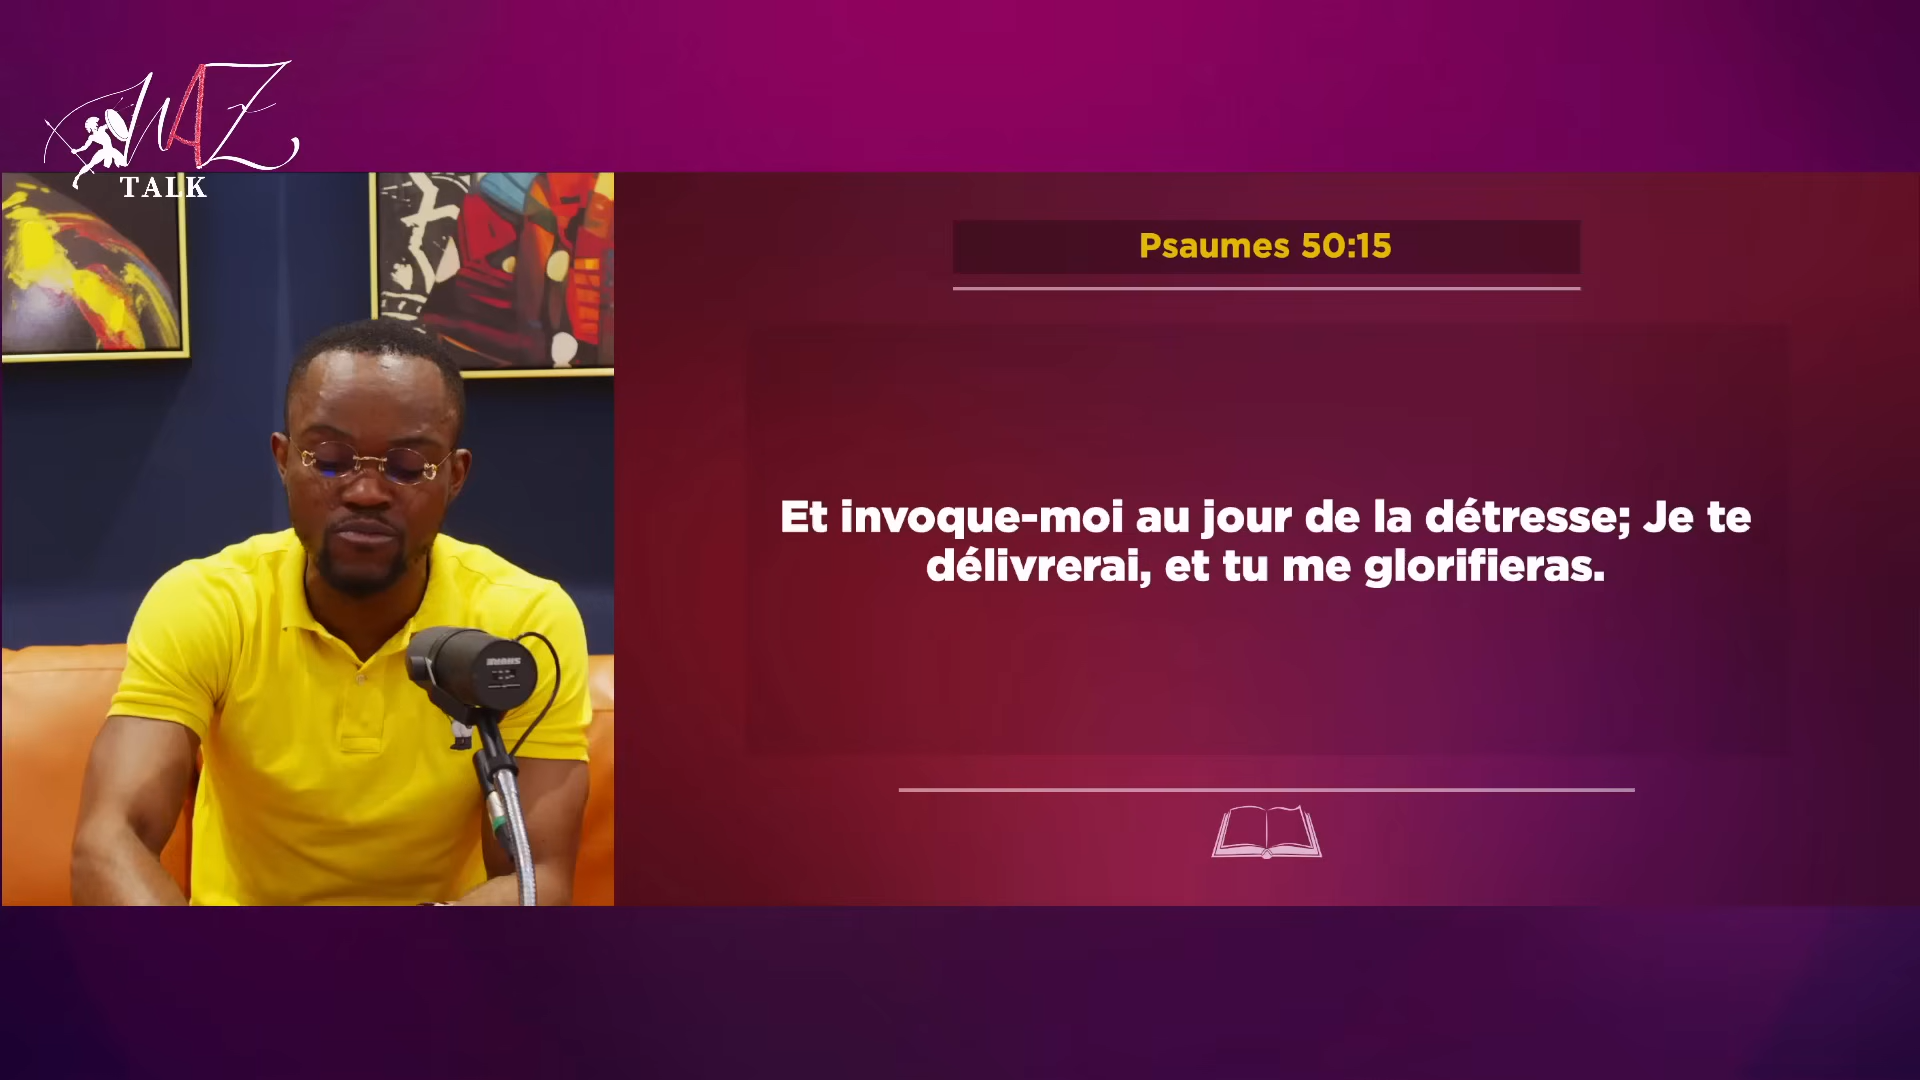 MAZ
TALK
Psaumes 50:15
Et invoque-moi au jour de la détresse; Je te
délivrerai, et tu me glorifieras.